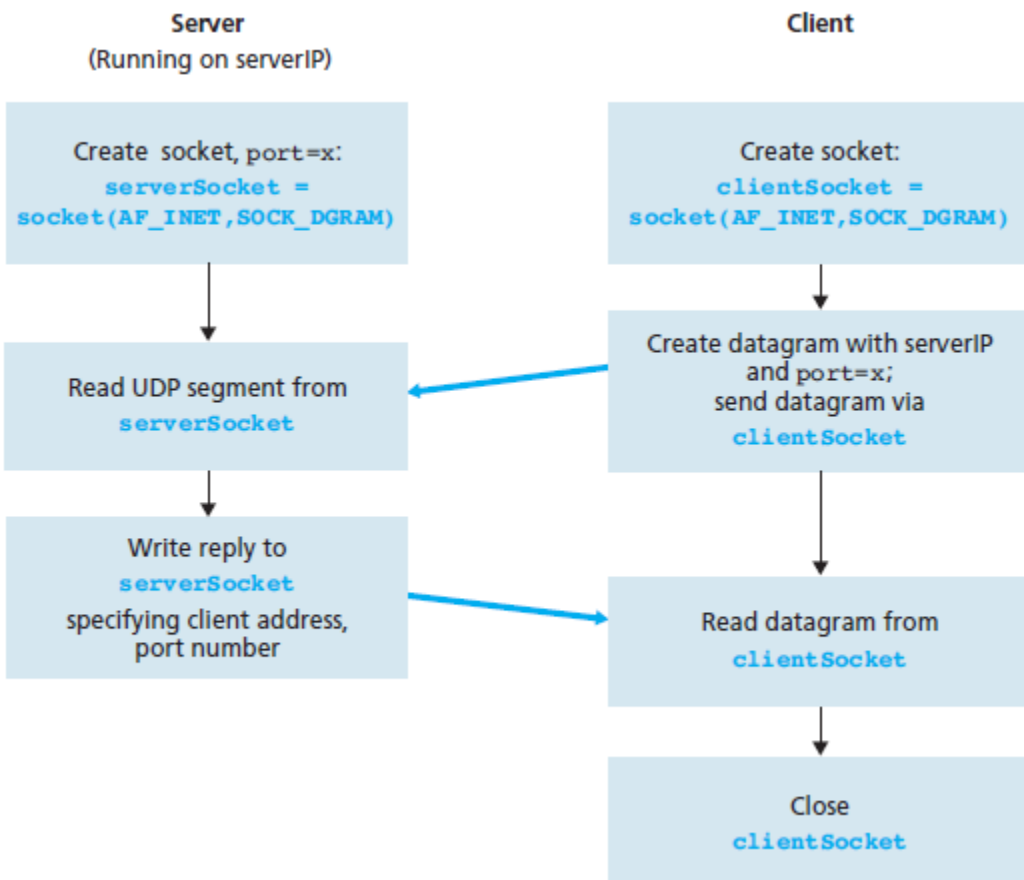 Server
(Running on serverIP)
Create socket, port=x:
serverSocket =
socket(AF_INET,SOCK_DGRAM)
Read UDP segment from
serverSocket
Write reply to
serverSocket
specifying client address,
port number
Client
Create socket:
clientSocket =
socket(AF_INET,SOCK_DGRAM)
Create datagram with serverIP
and port=x;
send datagram via
clientSocket
Read datagram from
clientSocket
Close
clientSocket